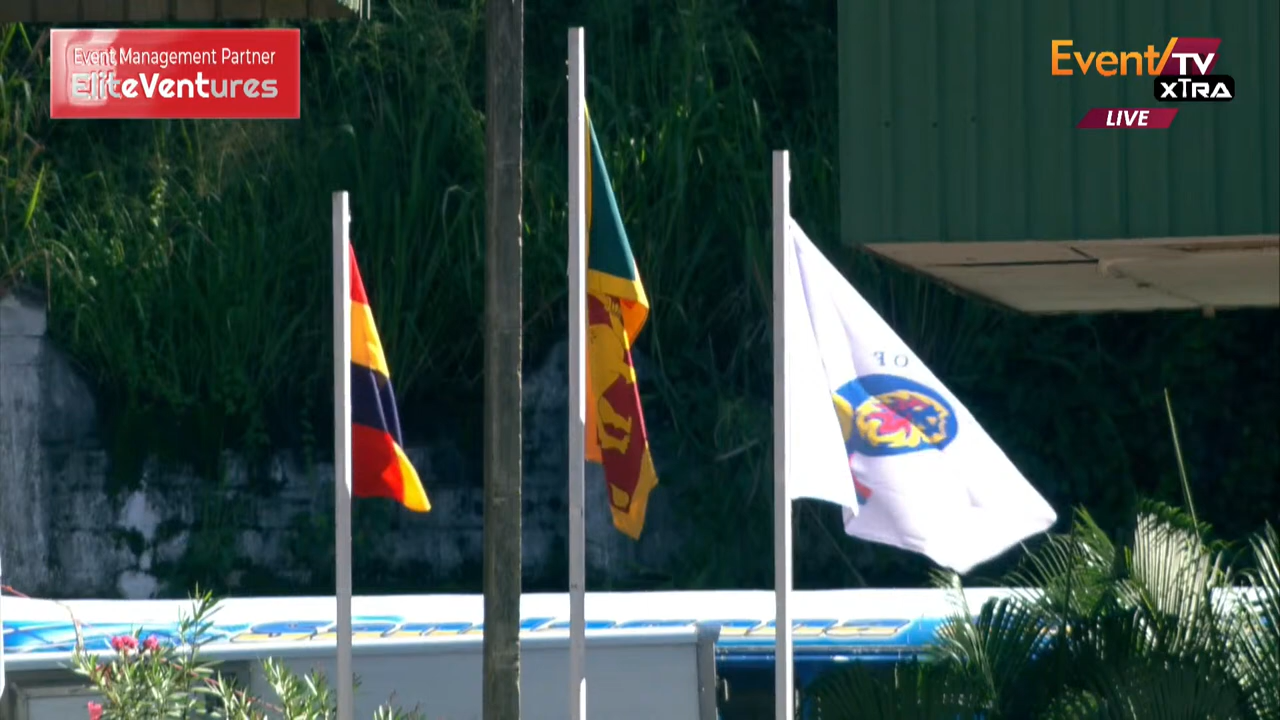 Event Management Partner
EliteVentures
Event/TV
XTRA
LIVE
OF